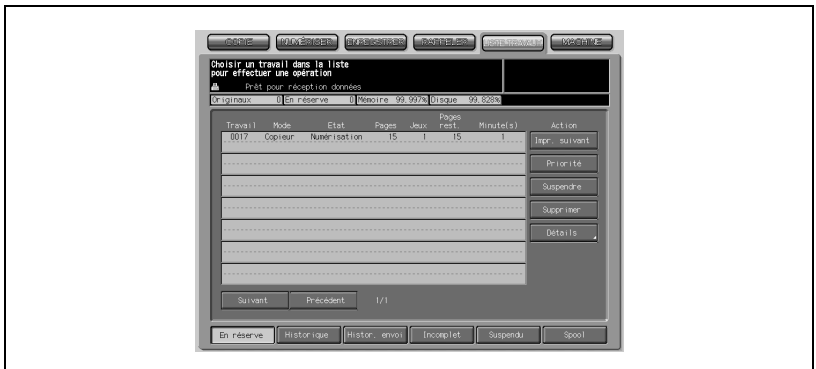 COPIE NUMÉRISER ENREGISTRER RAPPELER LISTE TRAVAUX MACHINE
Choisir un travail dans la liste
pour effectuer une opération
Prêt pour réception données
Originaux 0 En réserve 0 Mémoire 99.997% Disque 99.828%
Travail Mode Etat Pages Jeux Pages rest. Minute(s) Action
0017 Copieur Numérisation 15 1 15 1
Impr. suivant
Priorité
Suspendre
Supprimer
Détails
Suivant Précédent 1/1
En réserve Historique Histor. envoi Incomplet Suspendu Spool